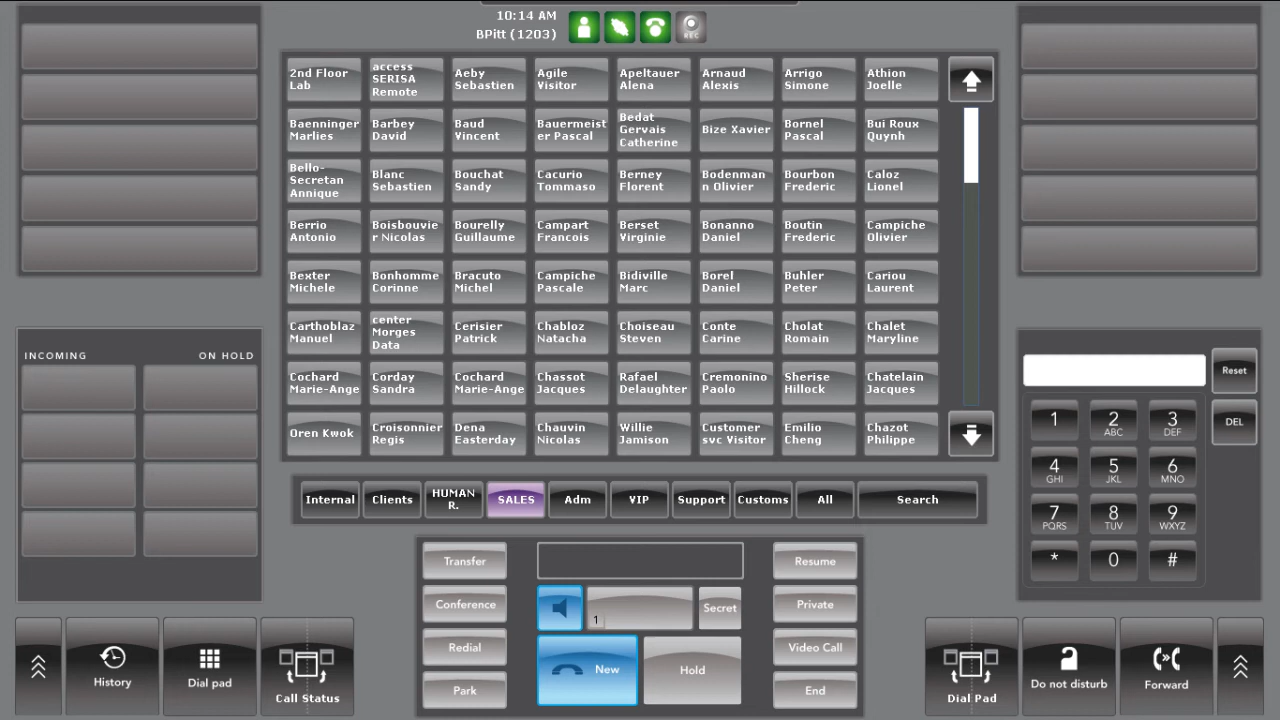 10:14 AM
BPitt (1203)
REC
2nd Floor
Lab
access
SERISA
Remote
Aeby
Sebastien
Agile
Visitor
Apeltauer
Alena
Arnaud
Alexis
Arrigo
Simone
Athion
Joelle
Baenninger
Marlies
Barbey
David
Baud
Vincent
Bauermeist
er Pascal
Bedat
Gervais
Catherine
Bize Xavier
Bornel
Pascal
Bui Roux
Quynh
Bello-
Secretan
Annique
Blanc
Sebastien
Bouchat
Sandy
Cacurio
Tommaso
Berney
Florent
Bodenman
n Olivier
Bourbon
Frederic
Caloz
Lionel
Berrio
Antonio
Boisbouvie
r Nicolas
Bourelly
Guillaume
Campart
Francois
Berset
Virginie
Bonanno
Daniel
Boutin
Frederic
Campiche
Olivier
Bexter
Michele
Bonhomme
Corinne
Bracuto
Michel
Campiche
Pascale
Bidiville
Marc
Borel
Daniel
Buhler
Peter
Cariou
Laurent
Carthoblaz
Manuel
center
Morges
Data
Cerisier
Patrick
Chabloz
Natacha
Choiseau
Steven
Conte
Carine
Cholat
Romain
Chalet
Maryline
Cochard
Marie-Ange
Corday
Sandra
Cochard
Marie-Ange
Chassot
Jacques
Rafael
Delaughter
Cremonino
Paolo
Sherise
Hillock
Chatelain
Jacques
Oren Kwok
Croisonnier
Regis
Dena
Easterday
Chauvin
Nicolas
Willie
Jamison
Customer
svc Visitor
Emilio
Cheng
Chazot
Philippe
INCOMING
ON HOLD
Internal
Clients
HUMAN
R.
SALES
Adm
VIP
Support
Customs
All
Search
Reset
DEL
1
2
ABC
3
DEF
4
GHI
5
JKL
6
MNO
7
PQRS
8
TUV
9
WXYZ
*
0
#
Transfer
Conference
Redial
Park
1
Secret
New
Hold
Resume
Private
Video Call
End
History
Dial pad
Call Status
Dial Pad
Do not disturb
Forward